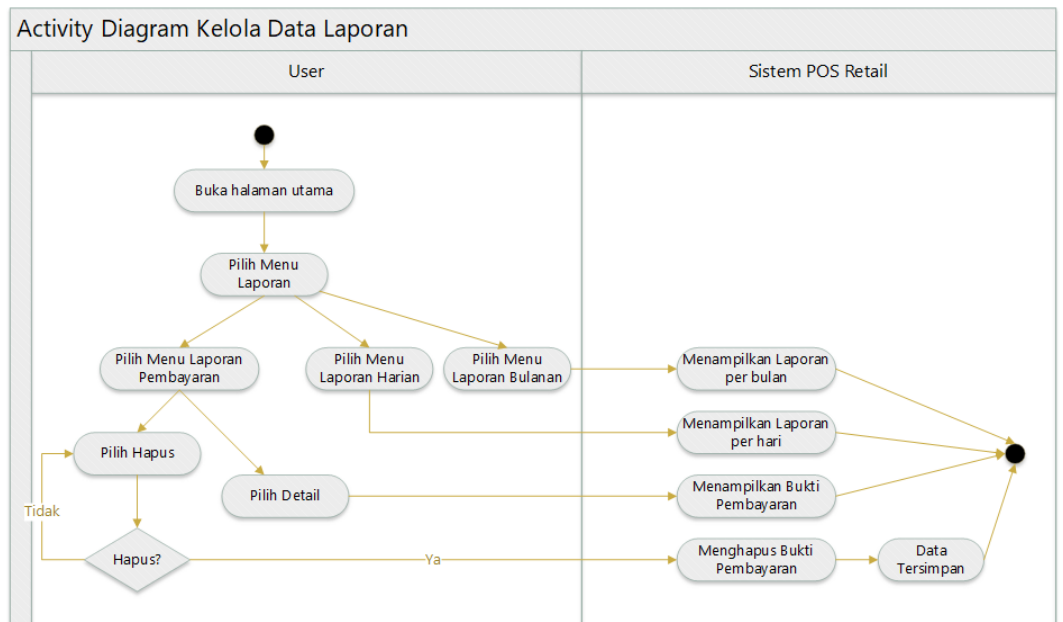 Activity Diagram Kelola Data Laporan
User
Sistem POS Retail
Buka halaman utama
Pilih Menu
Laporan
Pilih Menu Laporan
Pembayaran
Pilih Menu
Laporan Harian
Pilih Menu
Laporan Bulanan
Menampilkan Laporan
per bulan
Menampilkan Laporan
per hari
Pilih Hapus
Pilih Detail
Menampilkan Bukti
Pembayaran
Tidak
Hapus?
Ya
Menghapus Bukti
Pembayaran
Data
Tersimpan